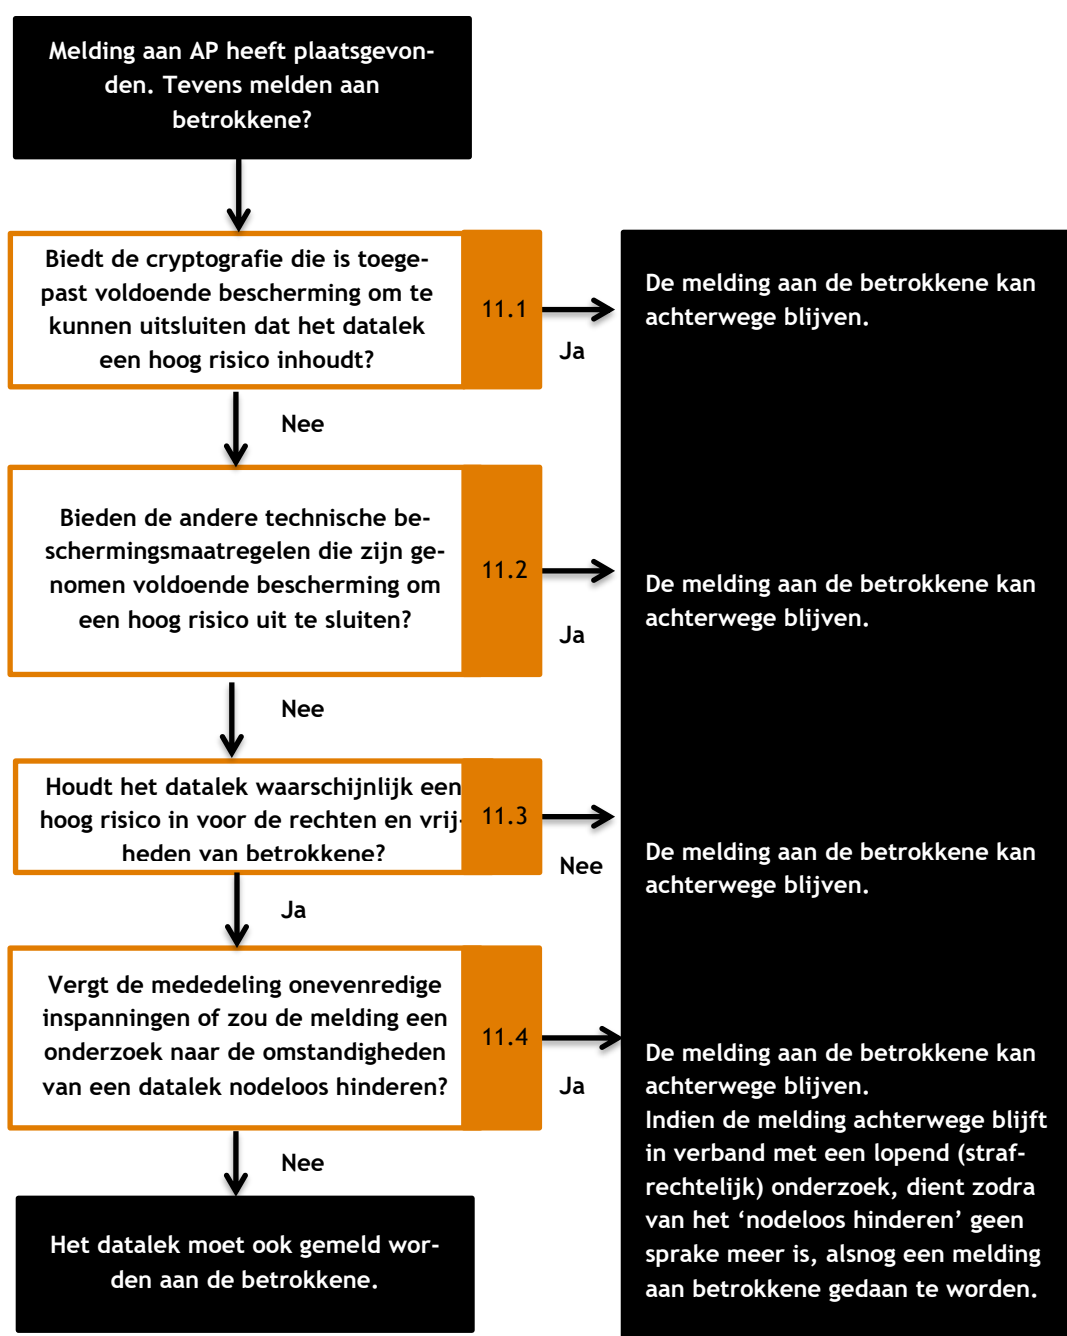 Melding aan AP heeft plaatsgevon-
den. Tevens melden aan
betrokkene?
Biedt de cryptografie die is toege-
past voldoende bescherming om te
kunnen uitsluiten dat het datalek
een hoog risico inhoudt?
11.1
Ja
De melding aan de betrokkene kan
achterwege blijven.
Nee
Bieden de andere technische be-
schermingsmaatregelen die zijn ge-
nomen voldoende bescherming om
een hoog risico uit te sluiten?
11.2
Ja
De melding aan de betrokkene kan
achterwege blijven.
Nee
Houdt het datalek waarschijnlijk een
hoog risico in voor de rechten en vrij-
heden van betrokkene?
11.3
Nee
De melding aan de betrokkene kan
achterwege blijven.
Ja
Vergt de mededeling onevenredige
inspanningen of zou de melding een
onderzoek naar de omstandigheden
van een datalek nodeloos hinderen?
11.4
Ja
De melding aan de betrokkene kan
achterwege blijven.
Indien de melding achterwege blijft
in verband met een lopend (straf-
rechtelijk) onderzoek, dient zodra
van het ‘nodeloos hinderen’ geen
sprake meer is, alsnog een melding
aan betrokkene gedaan te worden.
Nee
Het datalek moet ook gemeld wor-
den aan de betrokkene.